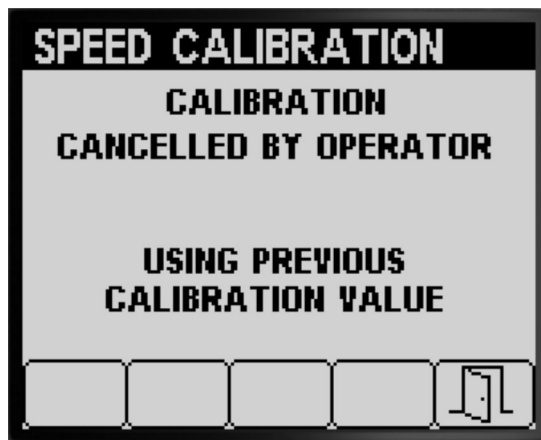 SPEED CALIBRATION
CALIBRATION
CANCELLED BY OPERATOR
USING PREVIOUS
CALIBRATION VALUE